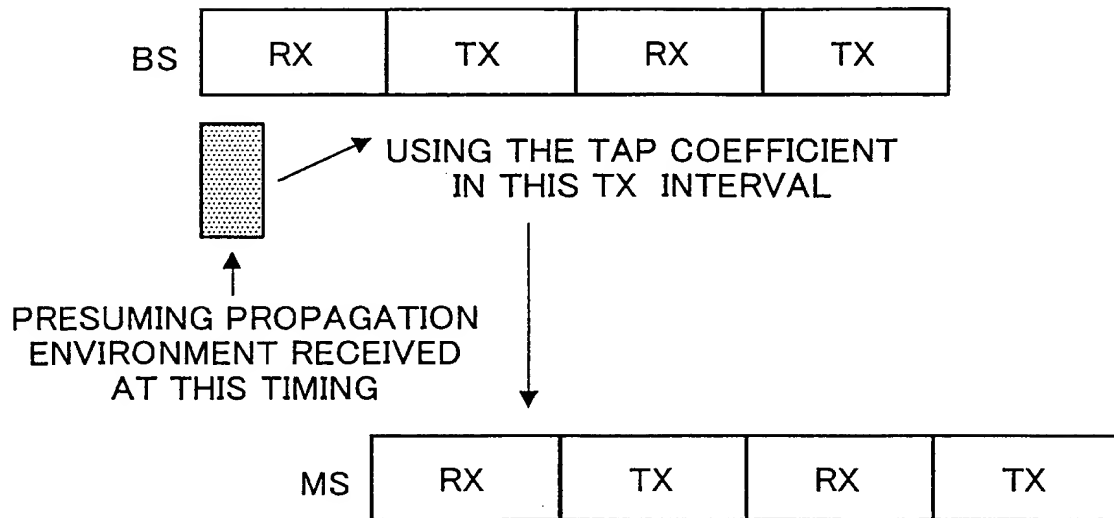 BS RX TX RX TX
USING THE TAP COEFFICIENT
IN THIS TX INTERVAL
PRESUMING PROPAGATION
ENVIRONMENT RECEIVED
AT THIS TIMING
MS RX TX RX TX